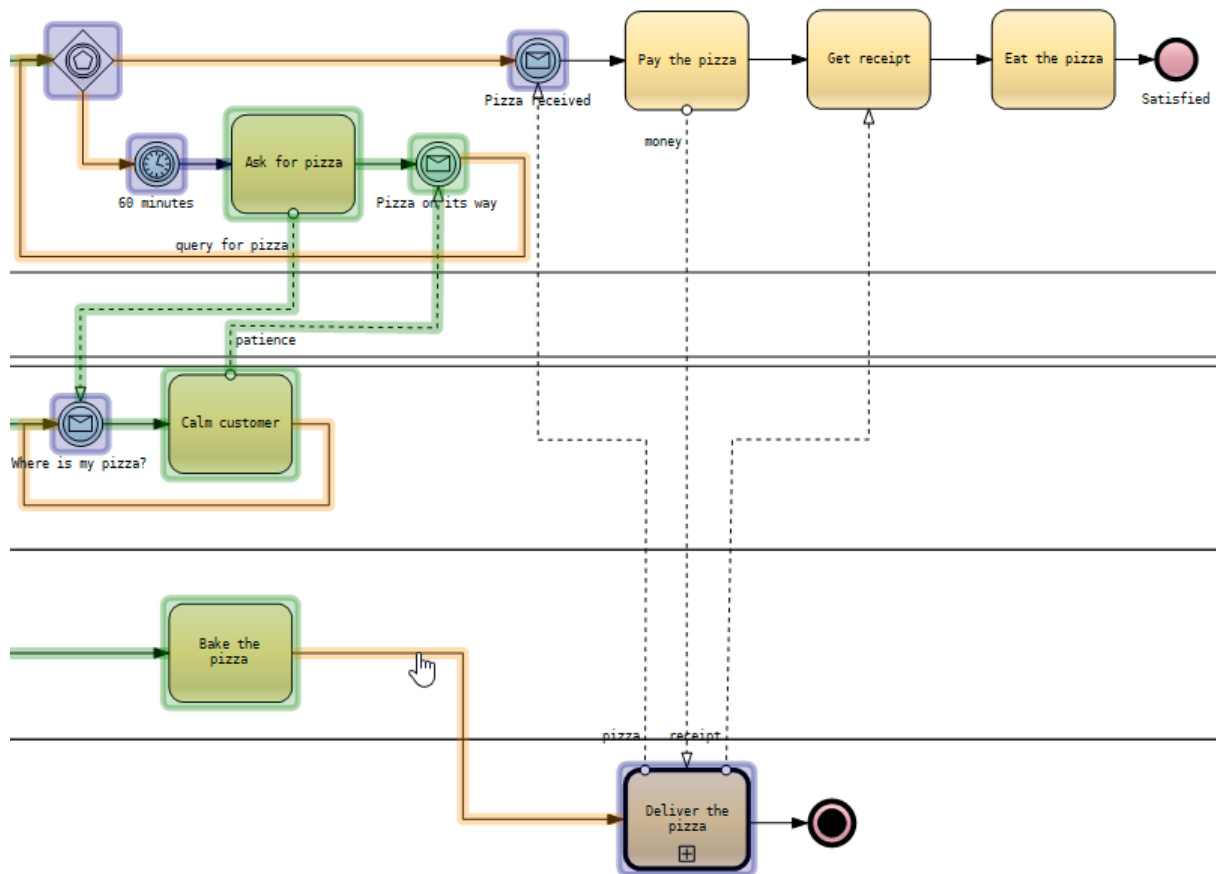 Pay the pizza
Get receipt
Eat the pizza
Pizza received
Satisfied
money
Ask for pizza
60 minutes
Pizza on its way
query for pizza
patience
Calm customer
Where is my pizza?
Bake the
pizza
pizza
receipt
Deliver the
pizza